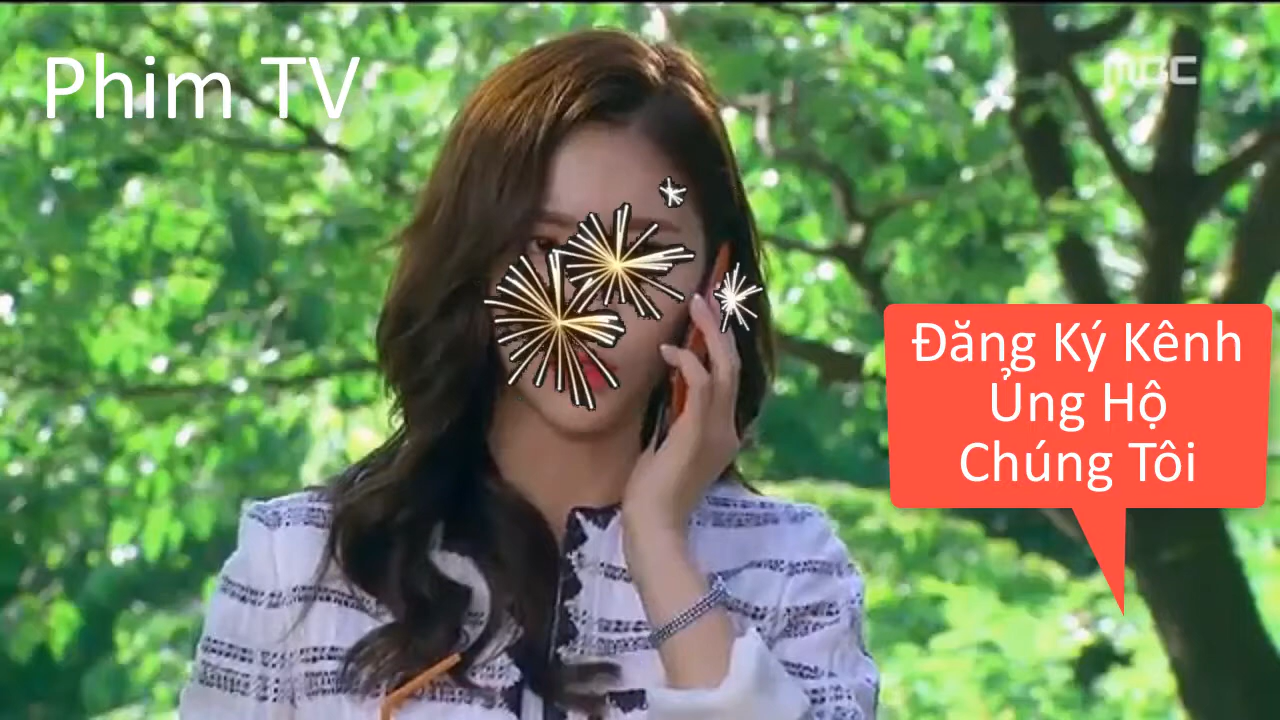 Phim TV
MBC
Đăng Ký Kênh
Ủng Hộ
Chúng Tôi